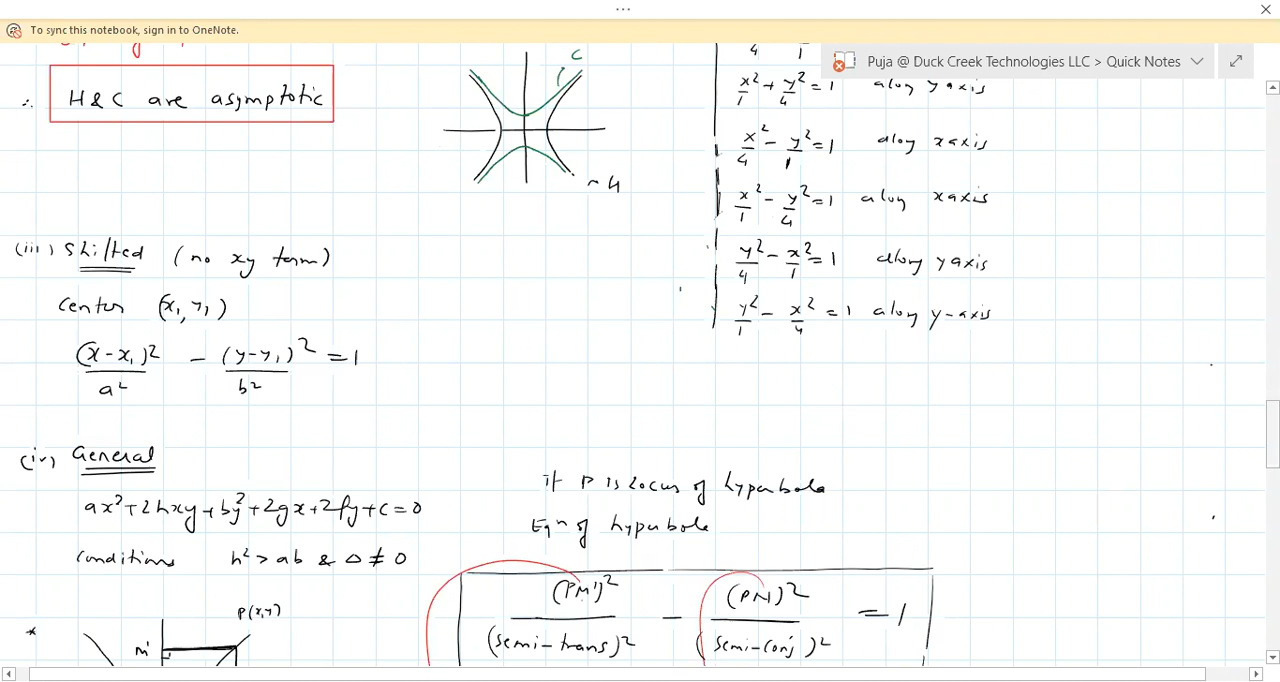 To sync this notebook, sign in to OneNote.
Puja @ Duck Creek Technologies LLC > Quick Notes
∴ H & C are asymptotic
C
~ 4
4 1
x²/1 + y²/4 = 1 along y axis
x²/4 - y²/1 = 1 along x axis
x²/1 - y²/4 = 1 along x axis
y²/4 - x²/1 = 1 along y axis
y²/1 - x²/4 = 1 along y-axis
(iii) Shifted (no xy term)
center (x₁, y₁)
(x-x₁)²/a² - (y-y₁)²/b² = 1
(iv) General
ax²+2hxy+by²+2gx+2fy+c=0
conditions h² > ab & Δ ≠ 0
If P is locus of hyperbola
Eqⁿ of hyperbola
(PM')²/(semi-trans)² - (PM)²/(semi-conj)² = 1
* P(x,y)
M'